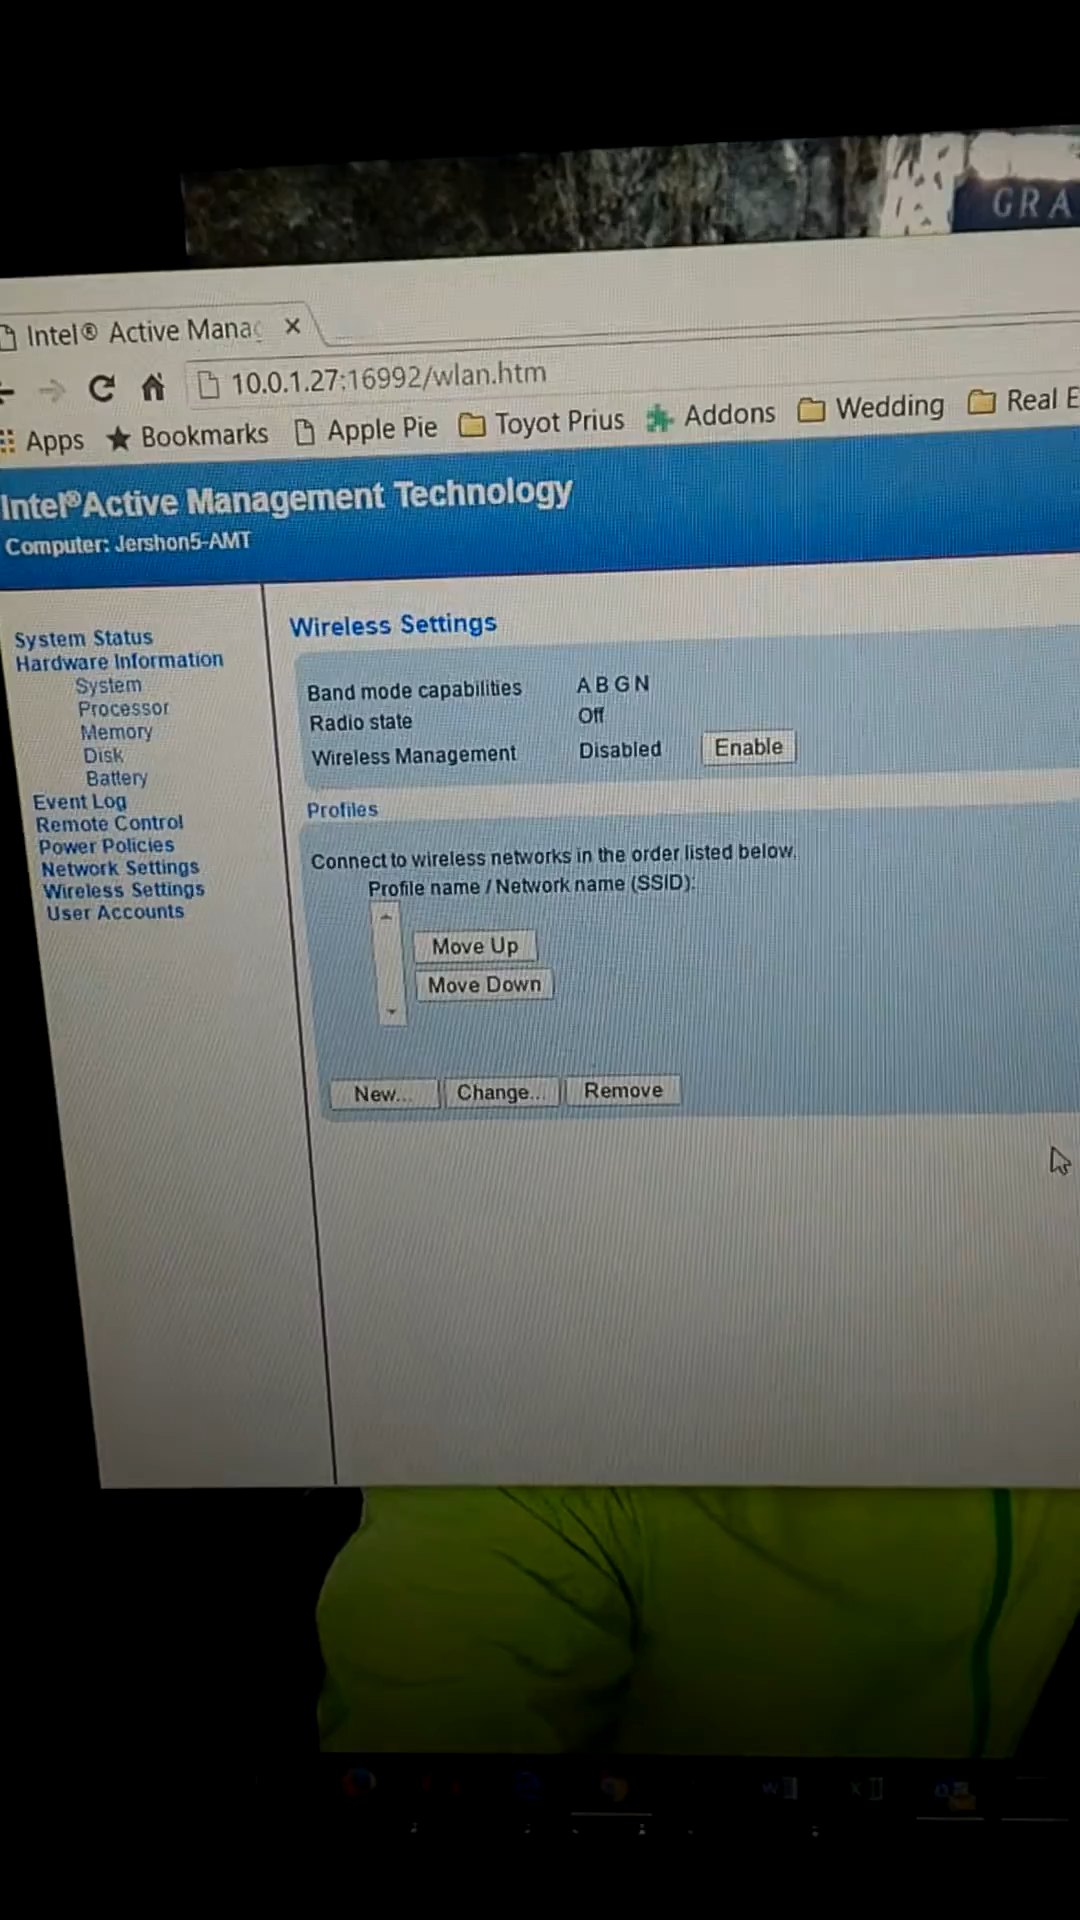 GRA
Intel® Active Manag
10.0.1.27:16992/wlan.htm
Apps Bookmarks Apple Pie Toyot Prius Addons Wedding Real E
Intel® Active Management Technology
Computer: Jershon5-AMT
System Status
Hardware Information
System
Processor
Memory
Disk
Battery
Event Log
Remote Control
Power Policies
Network Settings
Wireless Settings
User Accounts
Wireless Settings
Band mode capabilities A B G N
Radio state Off
Wireless Management Disabled Enable
Profiles
Connect to wireless networks in the order listed below.
Profile name / Network name (SSID):
Move Up
Move Down
New... Change... Remove